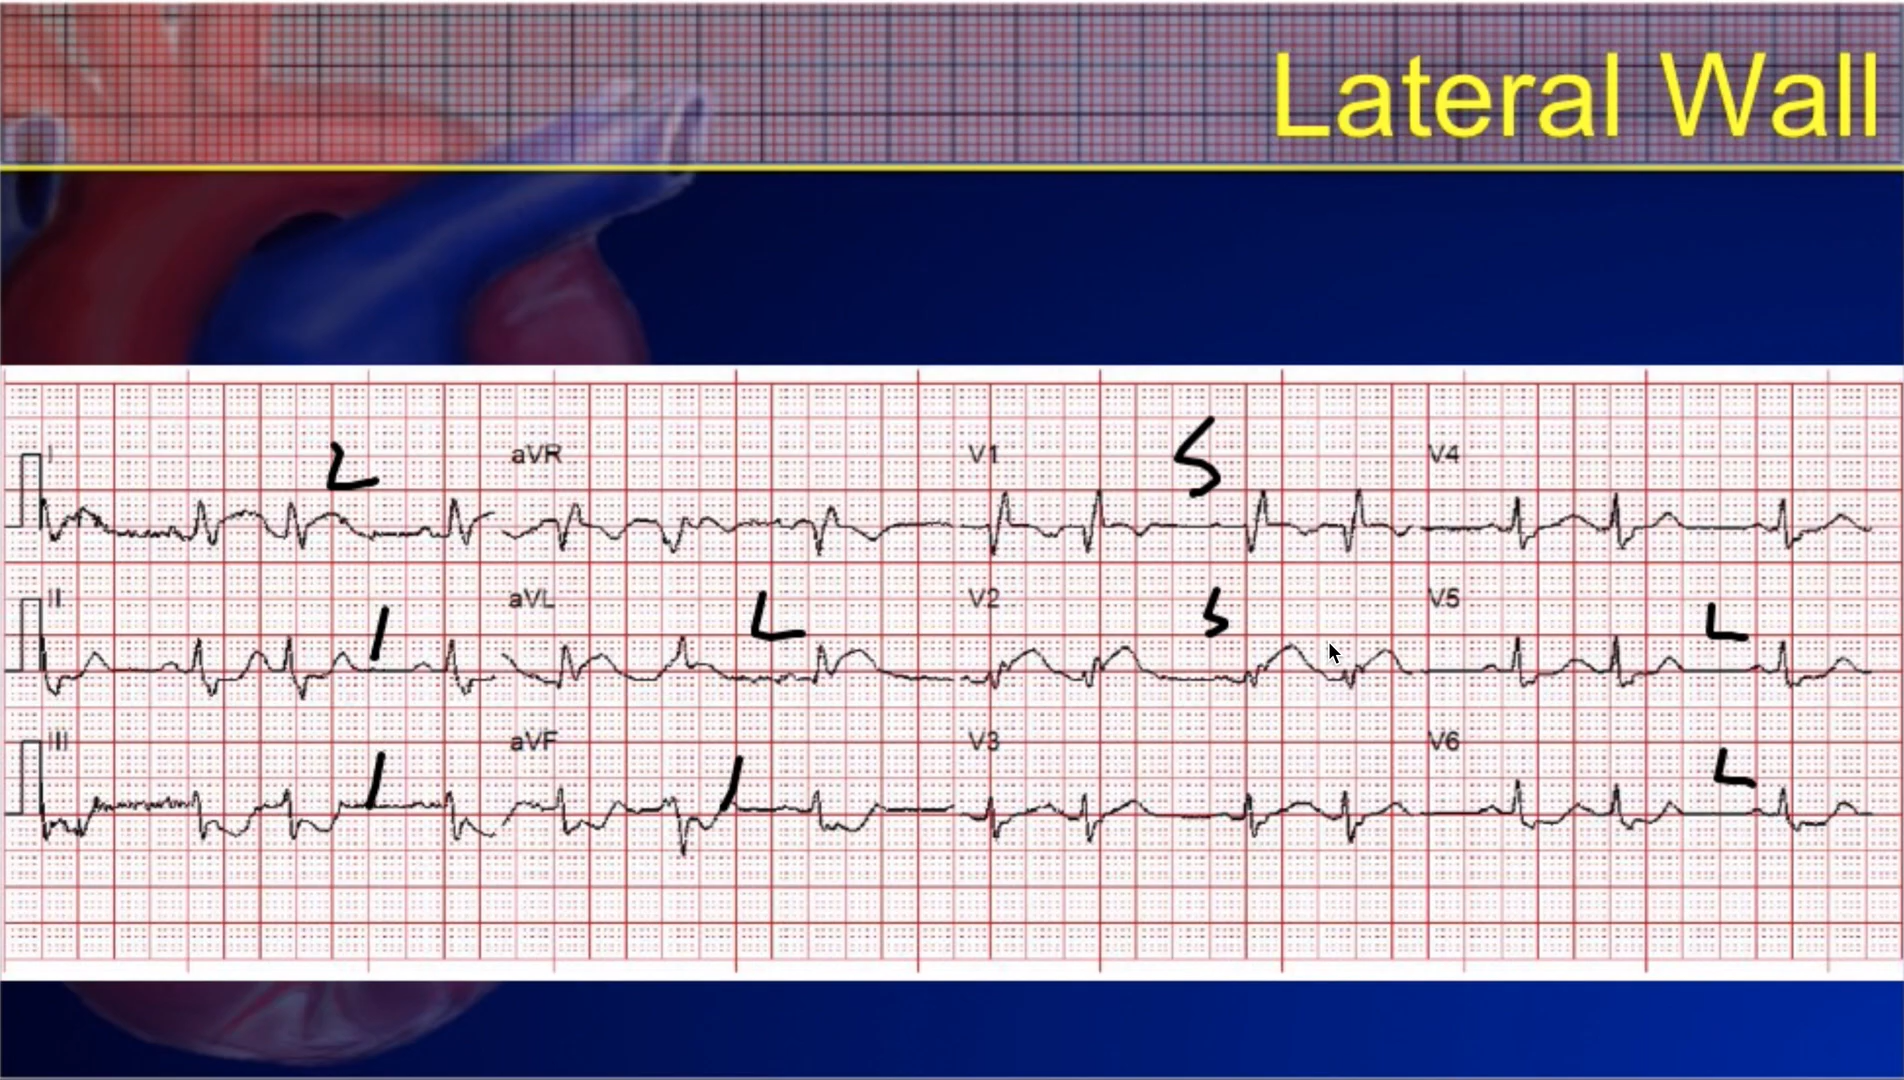 Lateral Wall
I aVR V1 V4
L S
II aVL V2 V5
I L S L
III aVF V3 V6
I I L